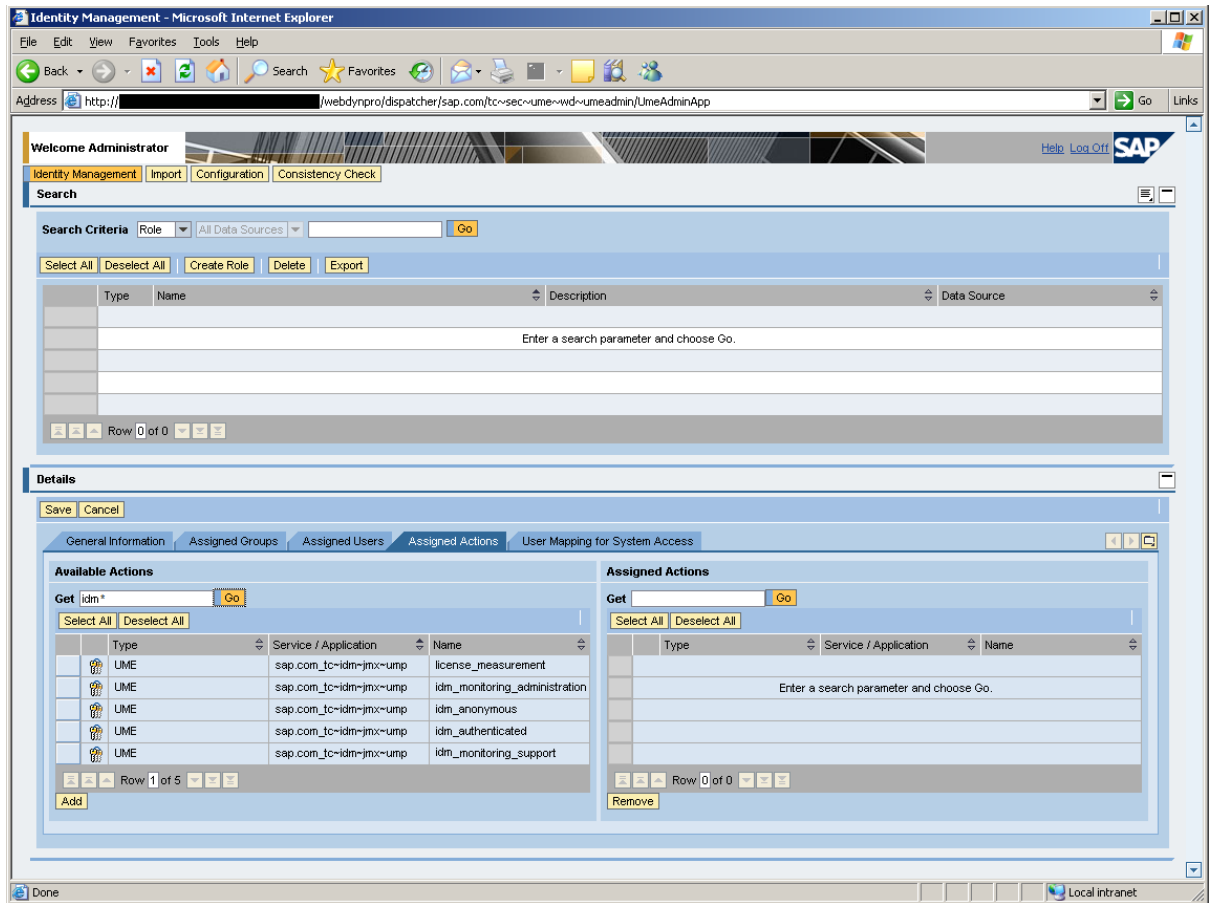 Identity Management - Microsoft Internet Explorer
File Edit View Favorites Tools Help
Back Search Favorites
Address http:// /webdynpro/dispatcher/sap.com/tc~sec~ume~wd~umeadmin/UmeAdminApp Go Links
Welcome Administrator Help Log Off SAP
Identity Management Import Configuration Consistency Check
Search
Search Criteria Role All Data Sources Go
Select All Deselect All Create Role Delete Export
Type Name Description Data Source
Enter a search parameter and choose Go.
Row 0 of 0
Details
Save Cancel
General Information Assigned Groups Assigned Users Assigned Actions User Mapping for System Access
Available Actions Assigned Actions
Get idm* Go Get Go
Select All Deselect All Select All Deselect All
Type Service / Application Name Type Service / Application Name
UME sap.com_tc~idm~jmx~ump license_measurement
UME sap.com_tc~idm~jmx~ump idm_monitoring_administration Enter a search parameter and choose Go.
UME sap.com_tc~idm~jmx~ump idm_anonymous
UME sap.com_tc~idm~jmx~ump idm_authenticated
UME sap.com_tc~idm~jmx~ump idm_monitoring_support
Row 1 of 5 Row 0 of 0
Add Remove
Done Local intranet